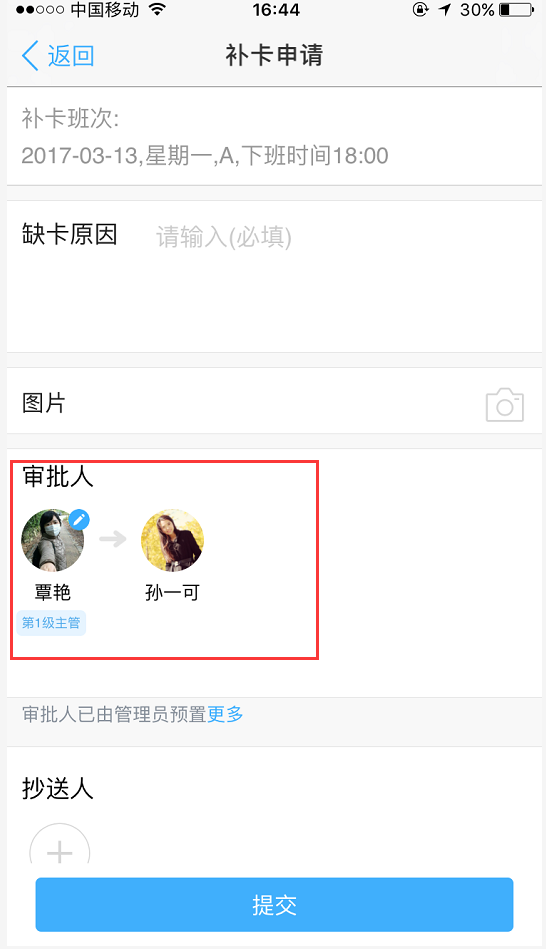 中国移动 16:44 30%
返回 补卡申请
补卡班次:
2017-03-13,星期一,A,下班时间18:00
缺卡原因 请输入(必填)
图片
审批人
覃艳 孙一可
第1级主管
审批人已由管理员预置更多
抄送人
提交